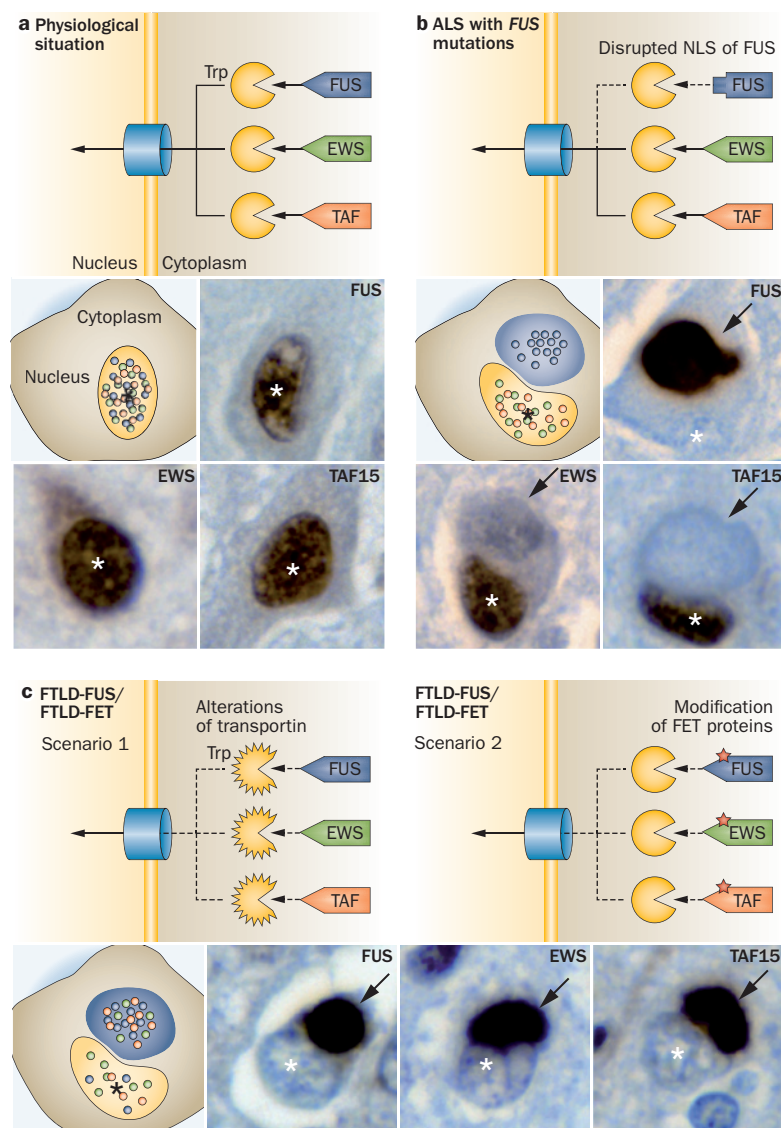 a Physiological
situation
Trp
FUS
EWS
TAF
Nucleus
Cytoplasm
b ALS with FUS
mutations
Disrupted NLS of FUS
FUS
EWS
TAF
Cytoplasm
Nucleus
*
FUS
*
EWS
*
TAF15
*
*
FUS
*
EWS
*
TAF15
*
c FTLD-FUS/
FTLD-FET
Scenario 1
Alterations
of transportin
Trp
FUS
EWS
TAF
FTLD-FUS/
FTLD-FET
Scenario 2
Modification
of FET proteins
FUS
EWS
TAF
*
FUS
*
EWS
*
TAF15
*